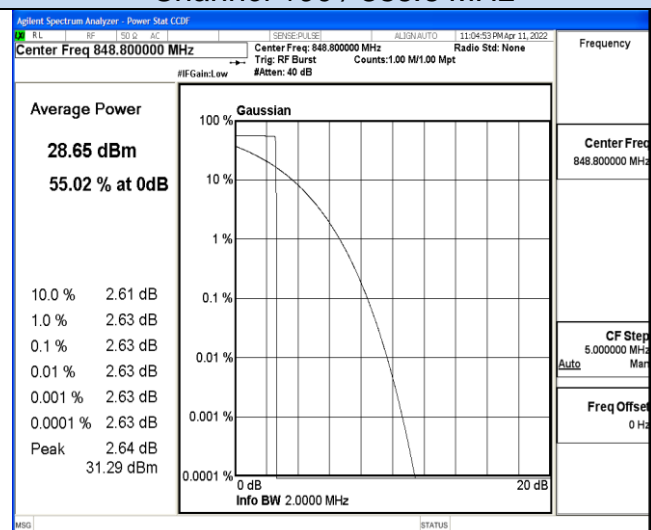 Agilent Spectrum Analyzer - Power Stat CCDF
RL RF 50 Ω AC SENSE:PULSE ALIGN AUTO 11:04:53 PM Apr 11, 2022
Center Freq 848.800000 MHz
Center Freq: 848.800000 MHz Radio Std: None
Trig: RF Burst Counts:1.00 M/1.00 Mpt
#IFGain:Low #Atten: 40 dB
Frequency
Average Power
28.65 dBm
55.02 % at 0dB
10.0 % 2.61 dB
1.0 % 2.63 dB
0.1 % 2.63 dB
0.01 % 2.63 dB
0.001 % 2.63 dB
0.0001 % 2.63 dB
Peak 2.64 dB
31.29 dBm
Gaussian
100 %
10 %
1 %
0.1 %
0.01 %
0.001 %
0.0001 %
0 dB 20 dB
Info BW 2.0000 MHz
Center Freq
848.800000 MHz
CF Step
5.000000 MHz
Auto Man
Freq Offset
0 Hz
MSG STATUS